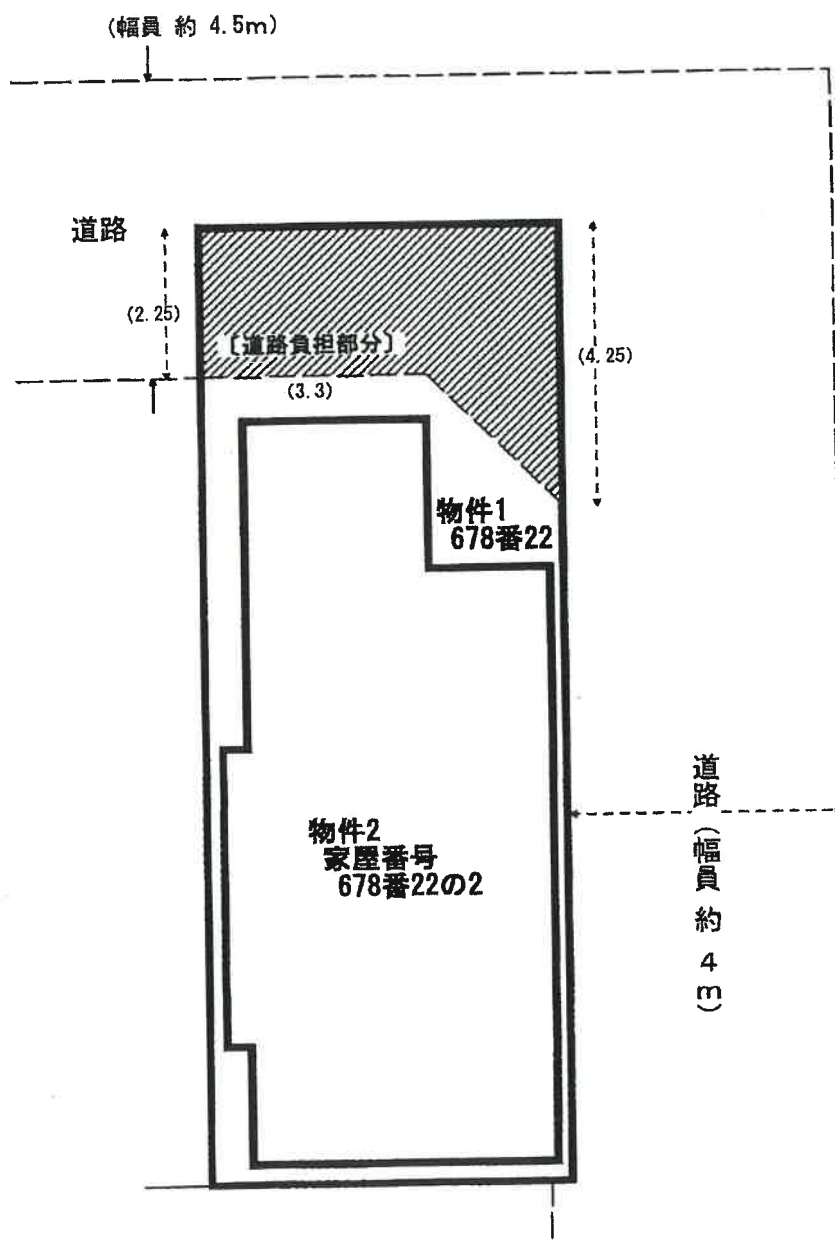 (幅員 約 4.5m)
道路
(2.25)
〔道路負担部分〕
(3.3)
(4.25)
物件1
678番22
物件2
家屋番号
678番22の2
道路(幅員 約 4m)